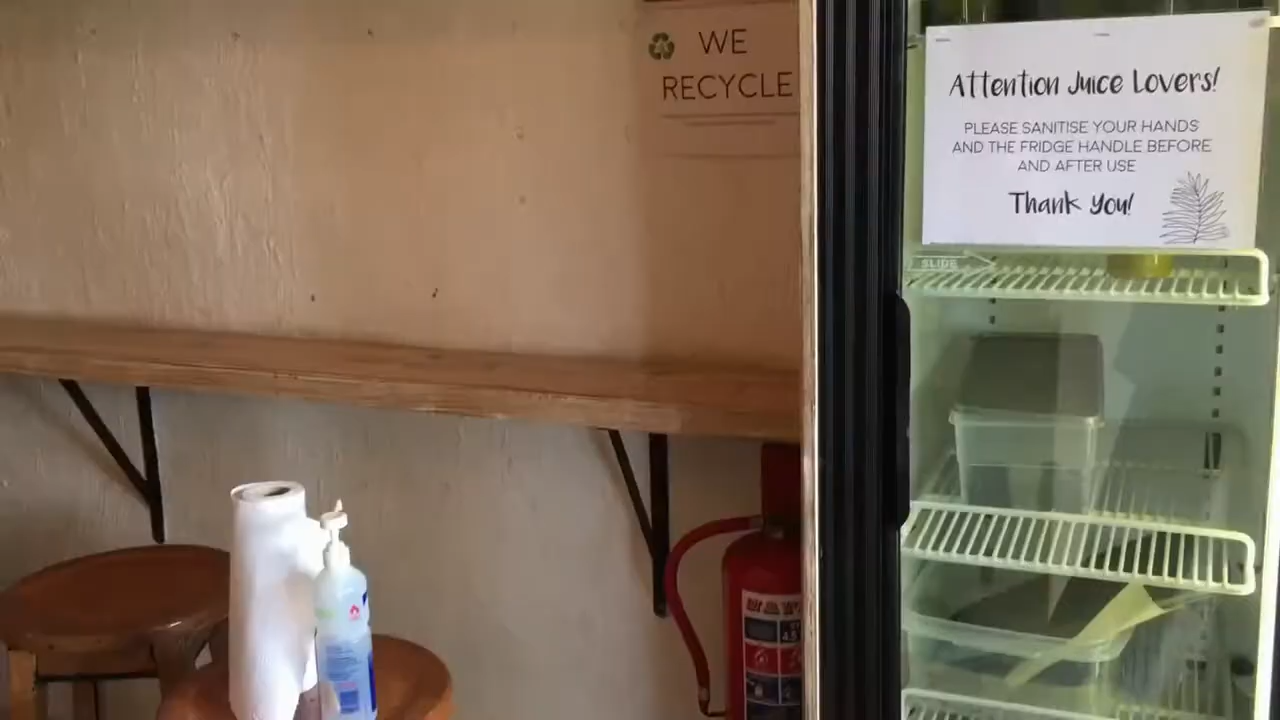 WE
RECYCLE
Attention Juice Lovers!
PLEASE SANITISE YOUR HANDS
AND THE FRIDGE HANDLE BEFORE
AND AFTER USE
Thank You!
SLIDE